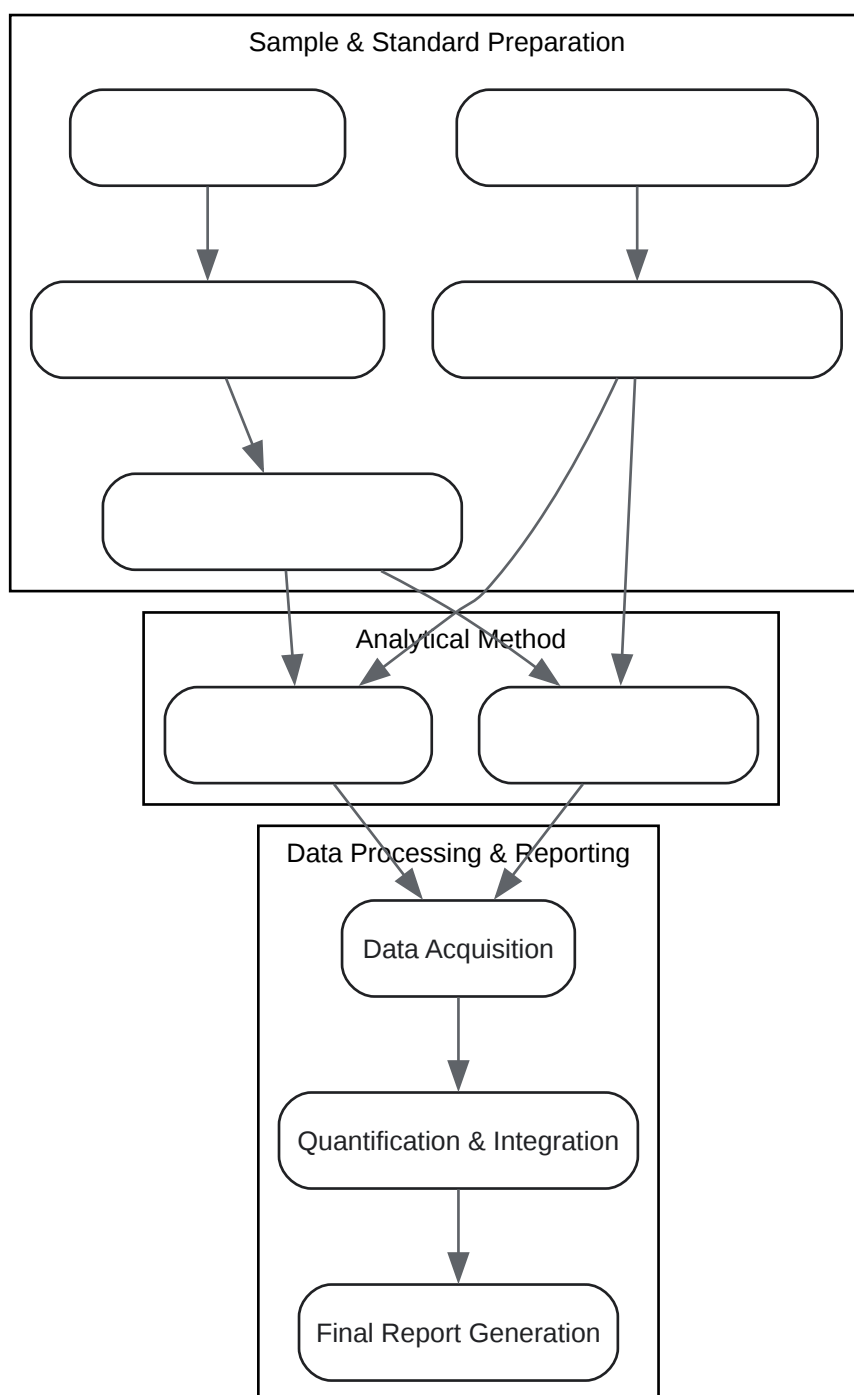 Sample & Standard Preparation
Analytical Method
Data Processing & Reporting
Data Acquisition
Quantification & Integration
Final Report Generation